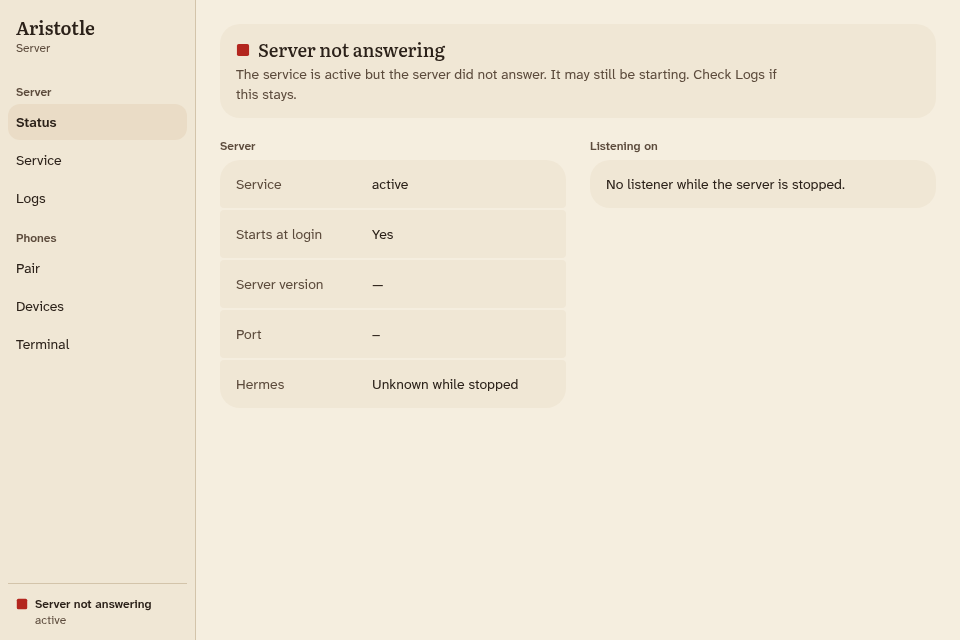 Aristotle
Server
Server
Status
Service
Logs
Phones
Pair
Devices
Terminal
Server not answering
active
Server not answering
The service is active but the server did not answer. It may still be starting. Check Logs if
this stays.
Server
Service active
Starts at login Yes
Server version —
Port –
Hermes Unknown while stopped
Listening on
No listener while the server is stopped.